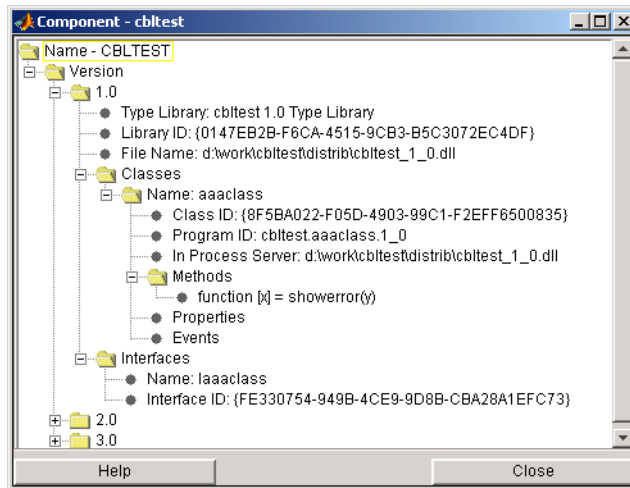 Component - cbltest
Name - CBLTEST
Version
1.0
Type Library: cbltest 1.0 Type Library
Library ID: {0147EB2B-F6CA-4515-9CB3-B5C3072EC4DF}
File Name: d:\work\cbltest\distrib\cbltest_1_0.dll
Classes
Name: aaaclass
Class ID: {8F5BA022-F05D-4903-99C1-F2EFF6500835}
Program ID: cbltest.aaaclass.1_0
In Process Server: d:\work\cbltest\distrib\cbltest_1_0.dll
Methods
function [x] = showerror(y)
Properties
Events
Interfaces
Name: Iaaaclass
Interface ID: {FE330754-949B-4CE9-9D8B-CBA28A1EFC73}
2.0
3.0
Help Close